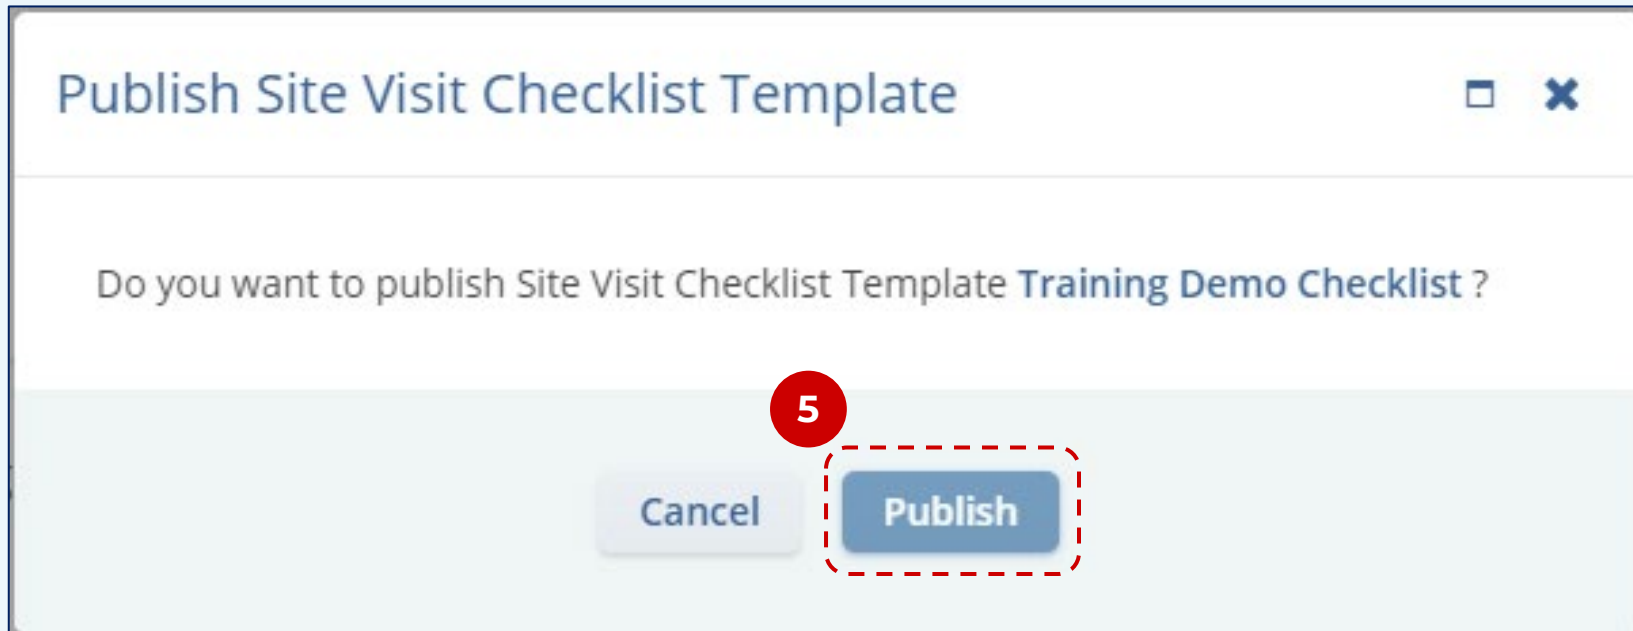 Publish Site Visit Checklist Template
Do you want to publish Site Visit Checklist Template Training Demo Checklist ?
5
Cancel Publish